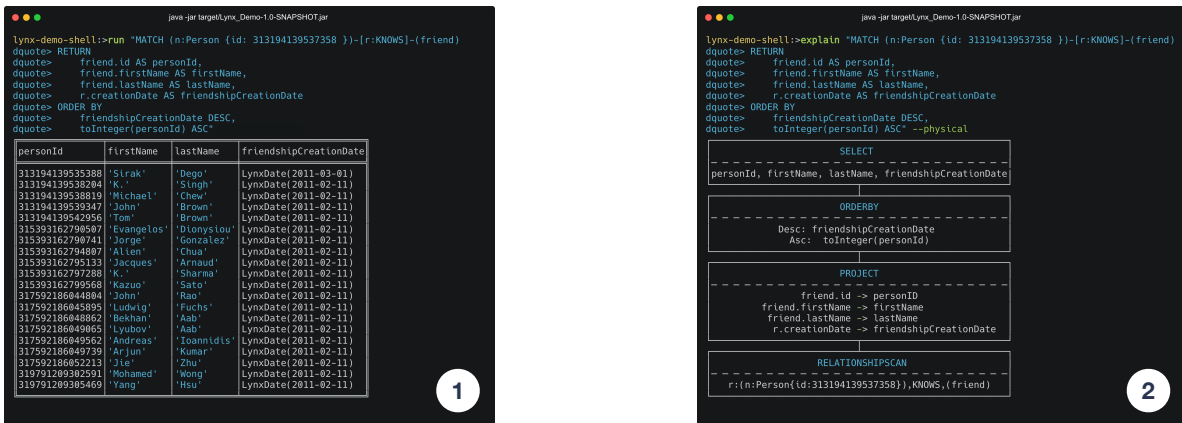 java -jar target/Lynx_Demo-1.0-SNAPSHOT.jar
lynx-demo-shell:>run "MATCH (n:Person {id: 313194139537358 })-[r:KNOWS]-(friend)
dquote> RETURN
dquote>     friend.id AS personId,
dquote>     friend.firstName AS firstName,
dquote>     friend.lastName AS lastName,
dquote>     r.creationDate AS friendshipCreationDate
dquote> ORDER BY
dquote>     friendshipCreationDate DESC,
dquote>     toInteger(personId) ASC"
personId firstName lastName friendshipCreationDate
313194139535388 'Sirak' 'Dego' LynxDate(2011-03-01)
313194139538204 'K.' 'Singh' LynxDate(2011-02-11)
313194139538819 'Michael' 'Chew' LynxDate(2011-02-11)
313194139539347 'John' 'Brown' LynxDate(2011-02-11)
313194139542956 'Tom' 'Brown' LynxDate(2011-02-11)
315393162790507 'Evangelos' 'Dionysiou' LynxDate(2011-02-11)
315393162790741 'Jorge' 'Gonzalez' LynxDate(2011-02-11)
315393162794807 'Alien' 'Chua' LynxDate(2011-02-11)
315393162795133 'Jacques' 'Arnaud' LynxDate(2011-02-11)
315393162797288 'K.' 'Sharma' LynxDate(2011-02-11)
315393162799568 'Kazuo' 'Sato' LynxDate(2011-02-11)
317592186044804 'John' 'Rao' LynxDate(2011-02-11)
317592186045895 'Ludwig' 'Fuchs' LynxDate(2011-02-11)
317592186048862 'Bekhan' 'Aab' LynxDate(2011-02-11)
317592186049065 'Lyubov' 'Aab' LynxDate(2011-02-11)
317592186049562 'Andreas' 'Ioannidis' LynxDate(2011-02-11)
317592186049739 'Arjun' 'Kumar' LynxDate(2011-02-11)
317592186052213 'Jie' 'Zhu' LynxDate(2011-02-11)
319791209302591 'Mohamed' 'Wong' LynxDate(2011-02-11)
319791209305469 'Yang' 'Hsu' LynxDate(2011-02-11)
1
java -jar target/Lynx_Demo-1.0-SNAPSHOT.jar
lynx-demo-shell:>explain "MATCH (n:Person {id: 313194139537358 })-[r:KNOWS]-(friend)
dquote> RETURN
dquote>     friend.id AS personId,
dquote>     friend.firstName AS firstName,
dquote>     friend.lastName AS lastName,
dquote>     r.creationDate AS friendshipCreationDate
dquote> ORDER BY
dquote>     friendshipCreationDate DESC,
dquote>     toInteger(personId) ASC" --physical
SELECT
personId, firstName, lastName, friendshipCreationDate
ORDERBY
Desc: friendshipCreationDate
Asc:  toInteger(personId)
PROJECT
friend.id -> personID
friend.firstName -> firstName
friend.lastName -> lastName
r.creationDate -> friendshipCreationDate
RELATIONSHIPSCAN
r:(n:Person{id:313194139537358}),KNOWS,(friend)
2